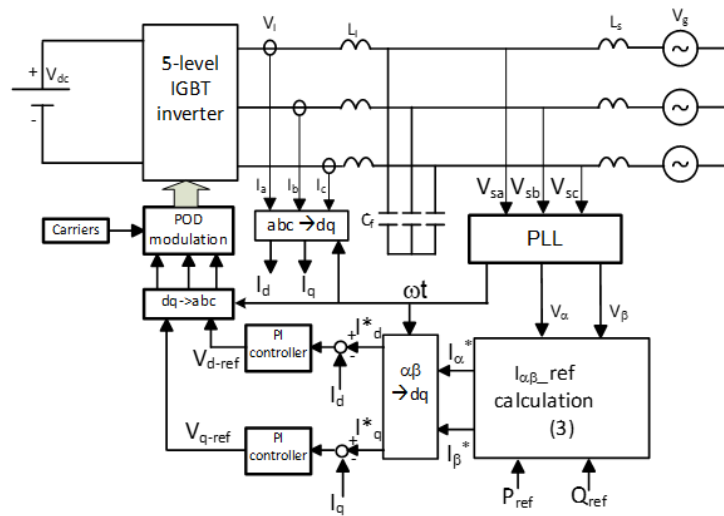 V_I
L_I
L_s
V_g
+
V_dc
-
5-level
IGBT
inverter
I_a
I_b
I_c
V_sa
V_sb
V_sc
C_f
Carriers
POD
modulation
abc→dq
PLL
I_d
I_q
ωt
dq->abc
V_α
V_β
V_d-ref
PI
controller
+
-
I*_d
I_d
αβ
→dq
I_α*
I_β*
I_αβ_ref
calculation
(3)
V_q-ref
PI
controller
+
-
I*_q
I_q
P_ref
Q_ref